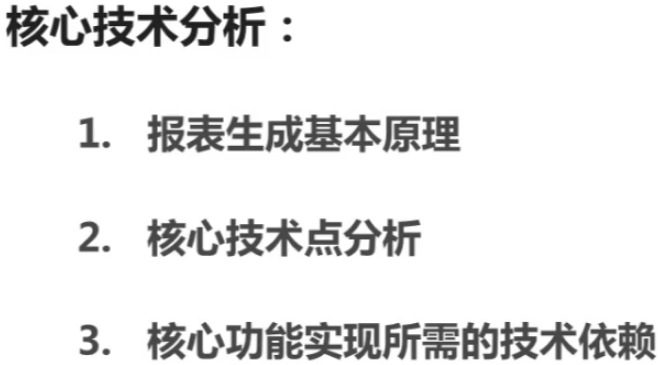 核心技术分析：
1. 报表生成基本原理
2. 核心技术点分析
3. 核心功能实现所需的技术依赖